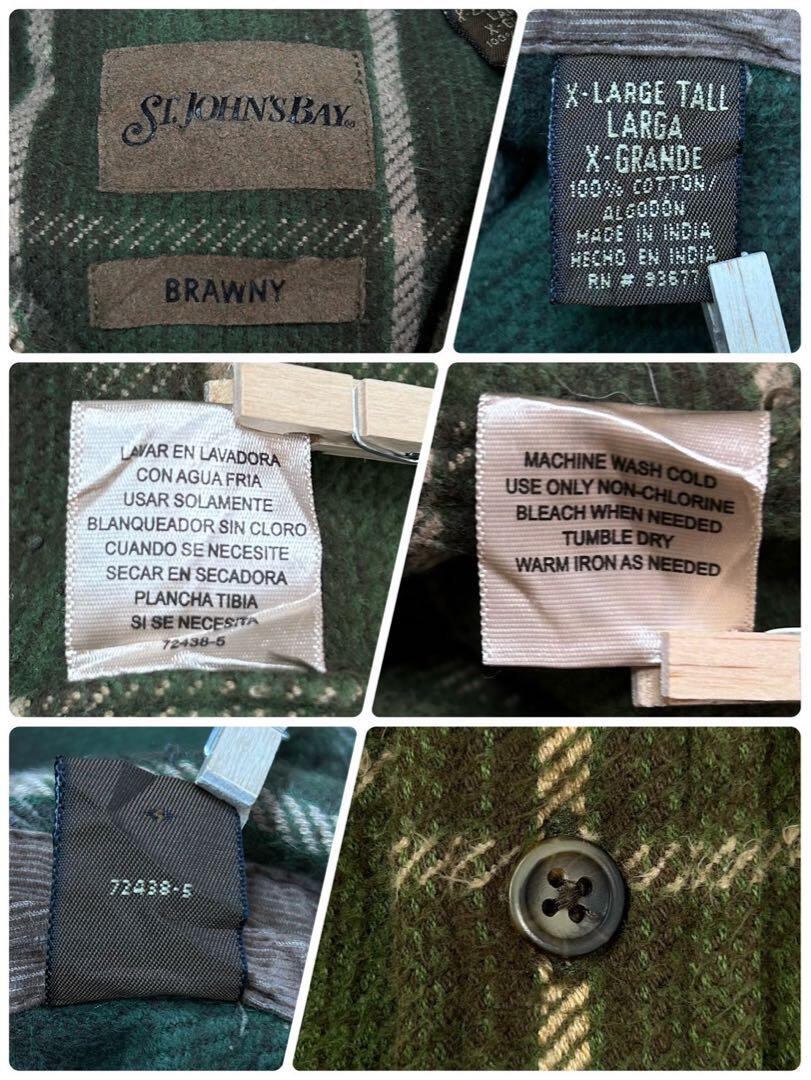 ST. JOHN'S BAY
BRAWNY
X-LARGE TALL
LARGA
X-GRANDE
100% COTTON/
ALGODÓN
MADE IN INDIA
HECHO EN INDIA
RN # 93677
LAVAR EN LAVADORA
CON AGUA FRIA
USAR SOLAMENTE
BLANQUEADOR SIN CLORO
CUANDO SE NECESITE
SECAR EN SECADORA
PLANCHA TIBIA
SI SE NECESITA
72438-5
MACHINE WASH COLD
USE ONLY NON-CHLORINE
BLEACH WHEN NEEDED
TUMBLE DRY
WARM IRON AS NEEDED
72438-5